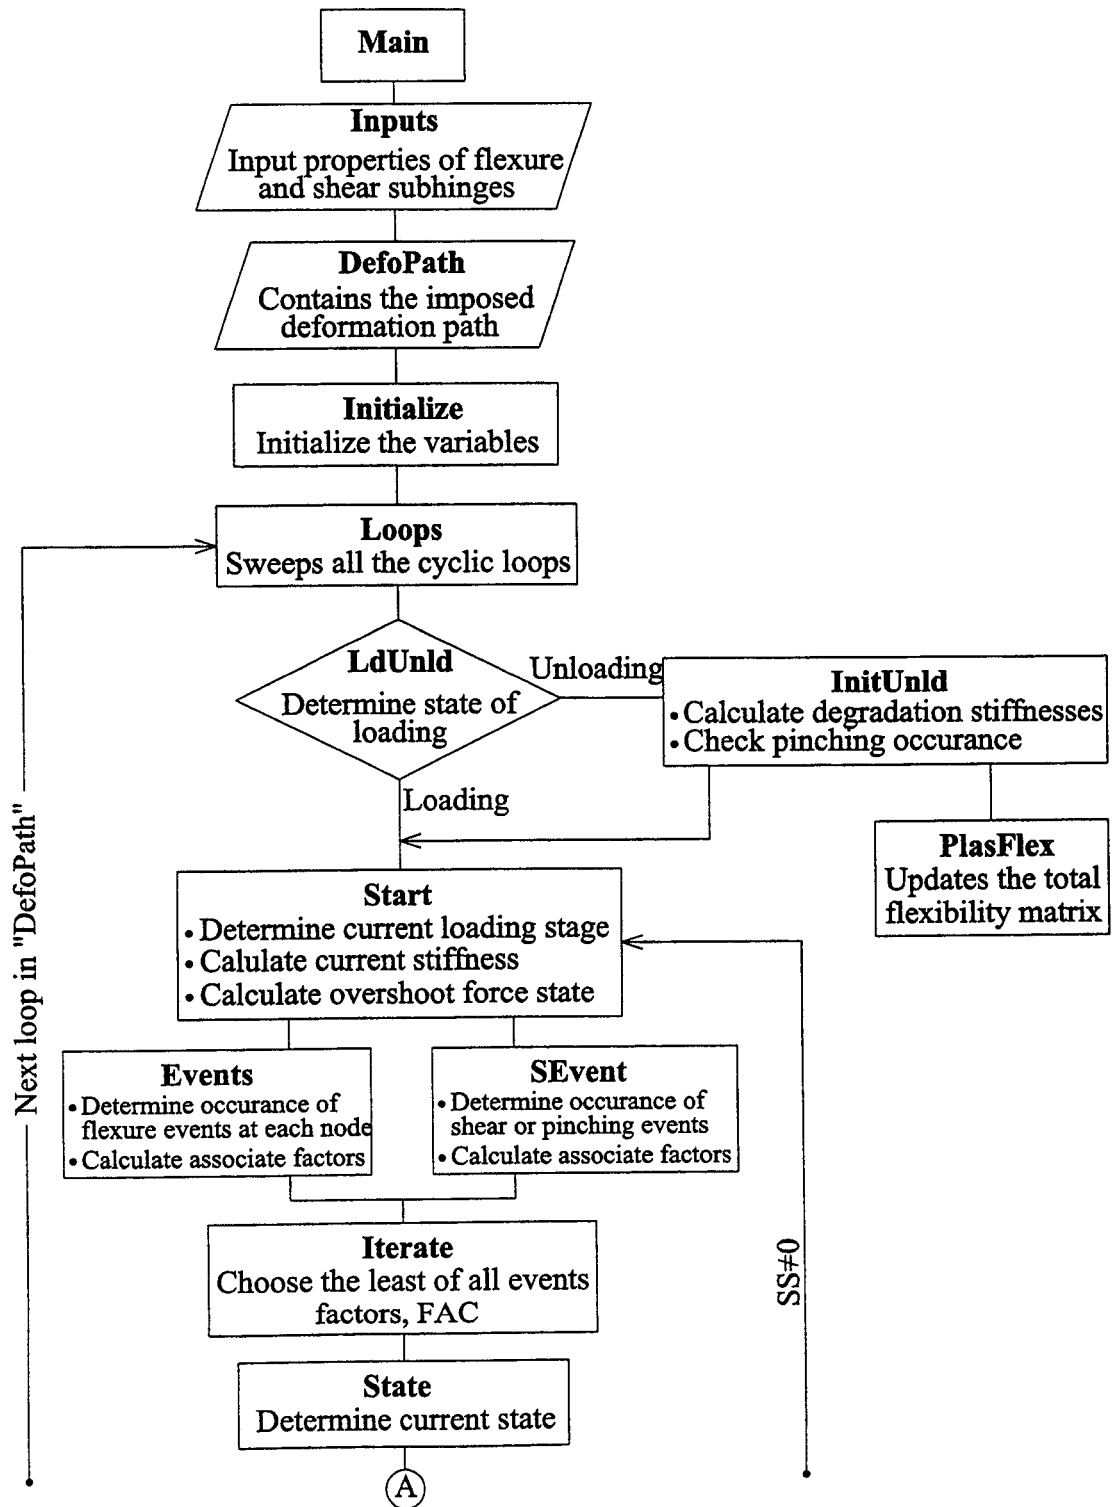 Main
Inputs
Input properties of flexure
and shear subhinges
DefoPath
Contains the imposed
deformation path
Initialize
Initialize the variables
Loops
Sweeps all the cyclic loops
LdUnld
Determine state of
loading
Unloading
InitUnld
• Calculate degradation stiffnesses
• Check pinching occurance
Loading
PlasFlex
Updates the total
flexibility matrix
Next loop in "DefoPath"
Start
• Determine current loading stage
• Calulate current stiffness
• Calculate overshoot force state
Events
• Determine occurance of
flexure events at each node
• Calculate associate factors
SEvent
• Determine occurance of
shear or pinching events
• Calculate associate factors
Iterate
Choose the least of all events
factors, FAC
SS≠0
State
Determine current state
A